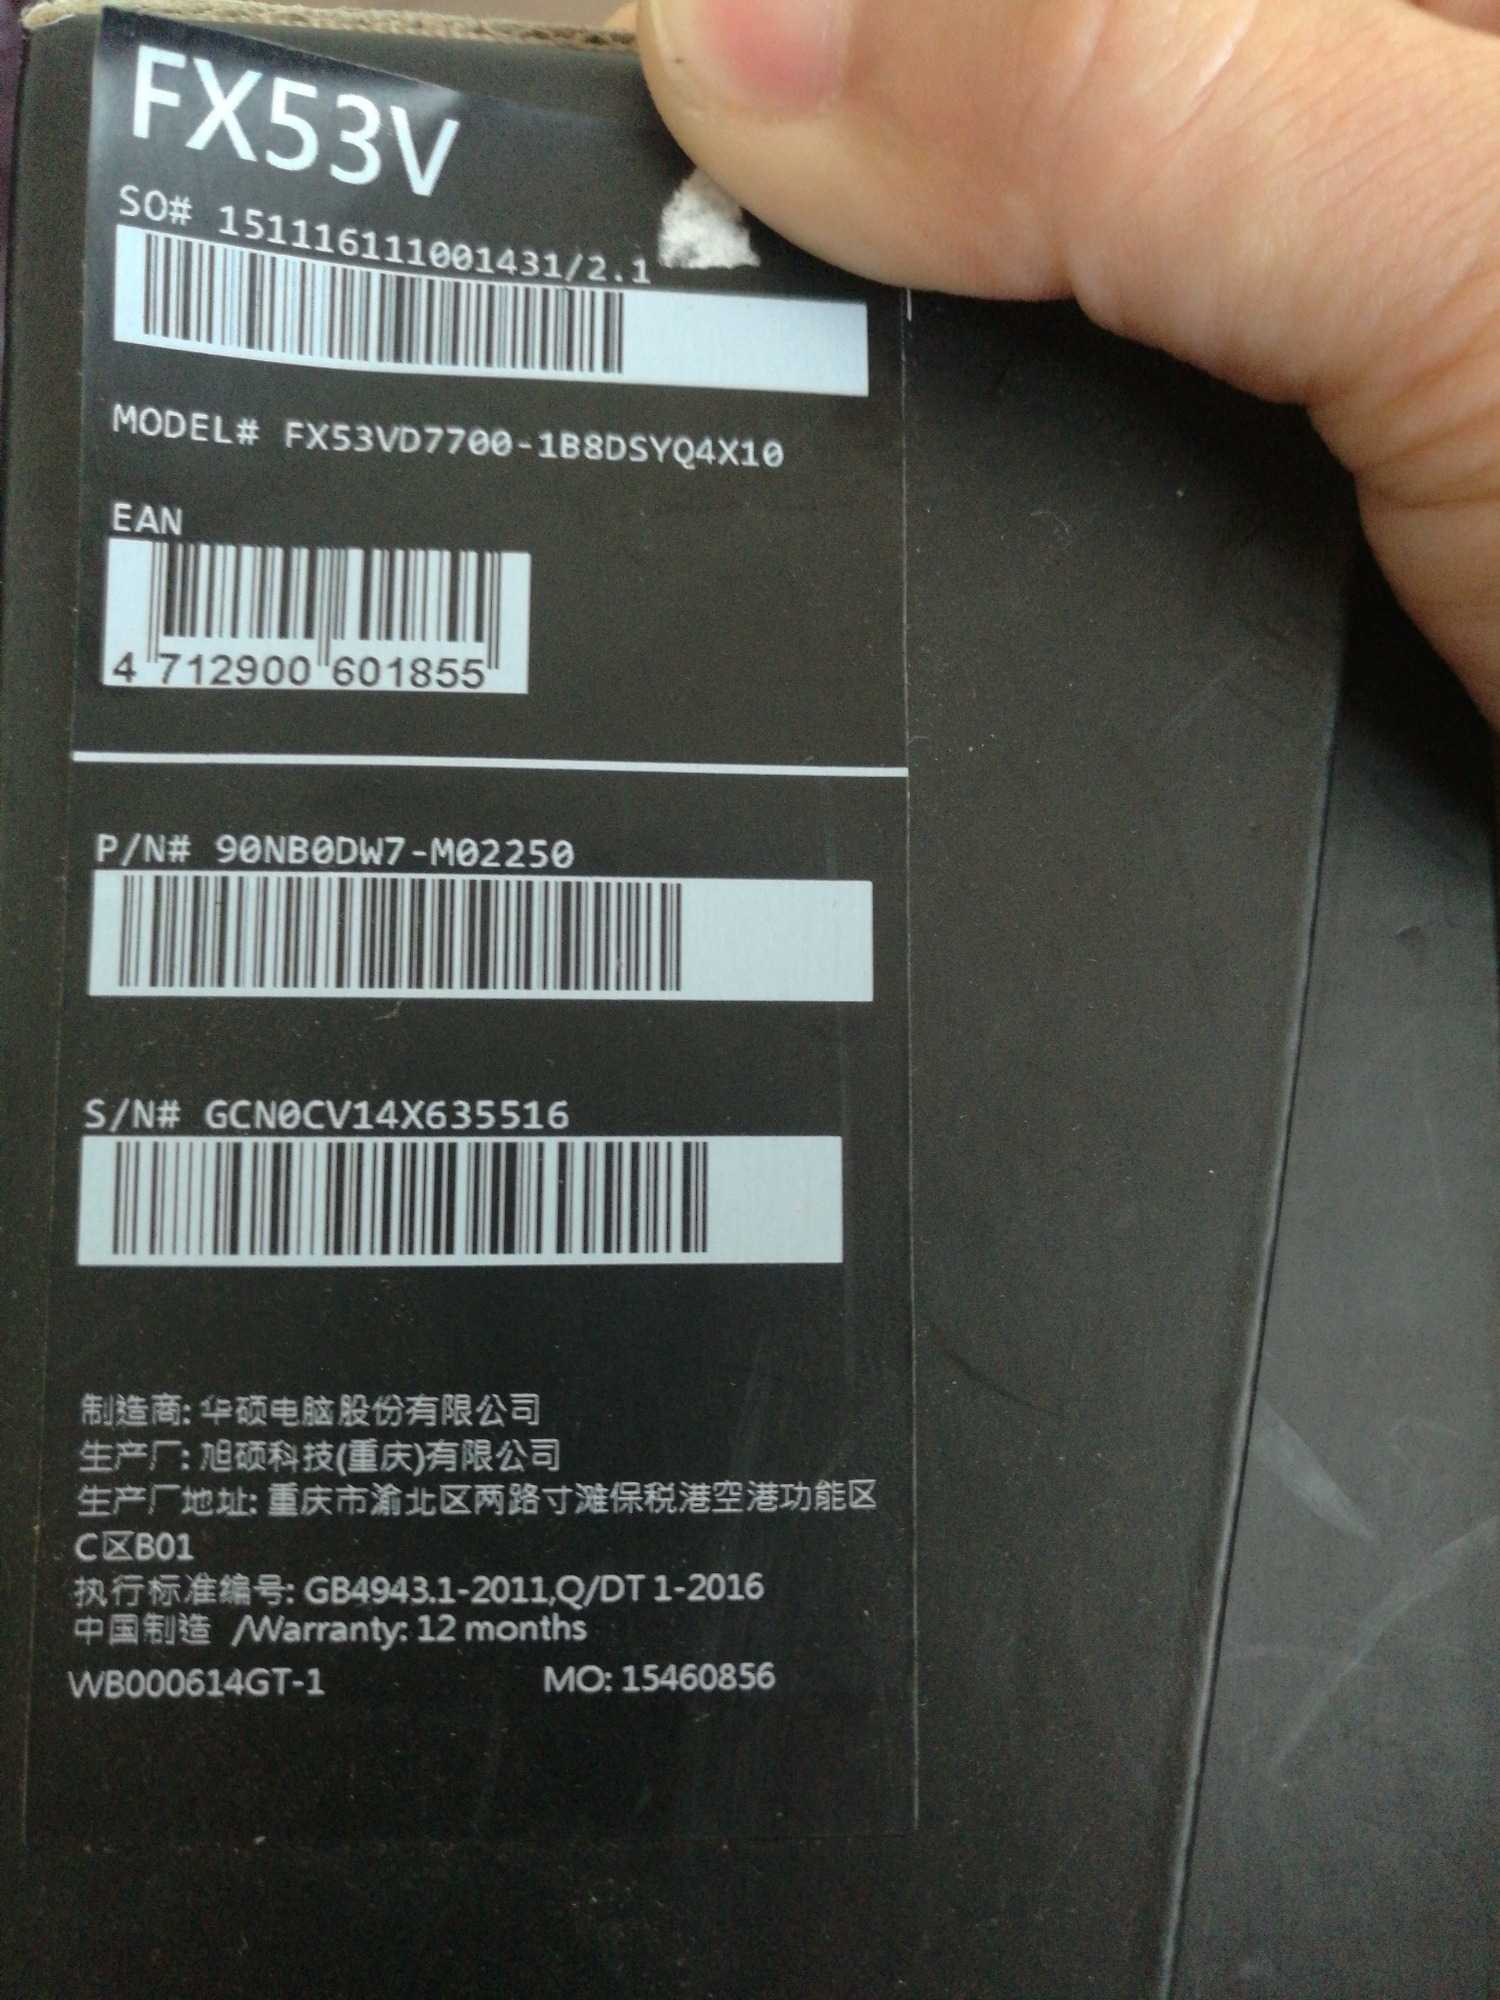 FX53V
SO# 151116111001431/2.1
MODEL# FX53VD7700-1B8DSYQ4X10
EAN
4 712900 601855
P/N# 90NB0DW7-M02250
S/N# GCN0CV14X635516
制造商: 华硕电脑股份有限公司
生产厂: 旭硕科技(重庆)有限公司
生产厂地址: 重庆市渝北区两路寸滩保税港空港功能区
C区B01
执行标准编号: GB4943.1-2011,Q/DT 1-2016
中国制造 /Warranty: 12 months
WB000614GT-1 MO: 15460856